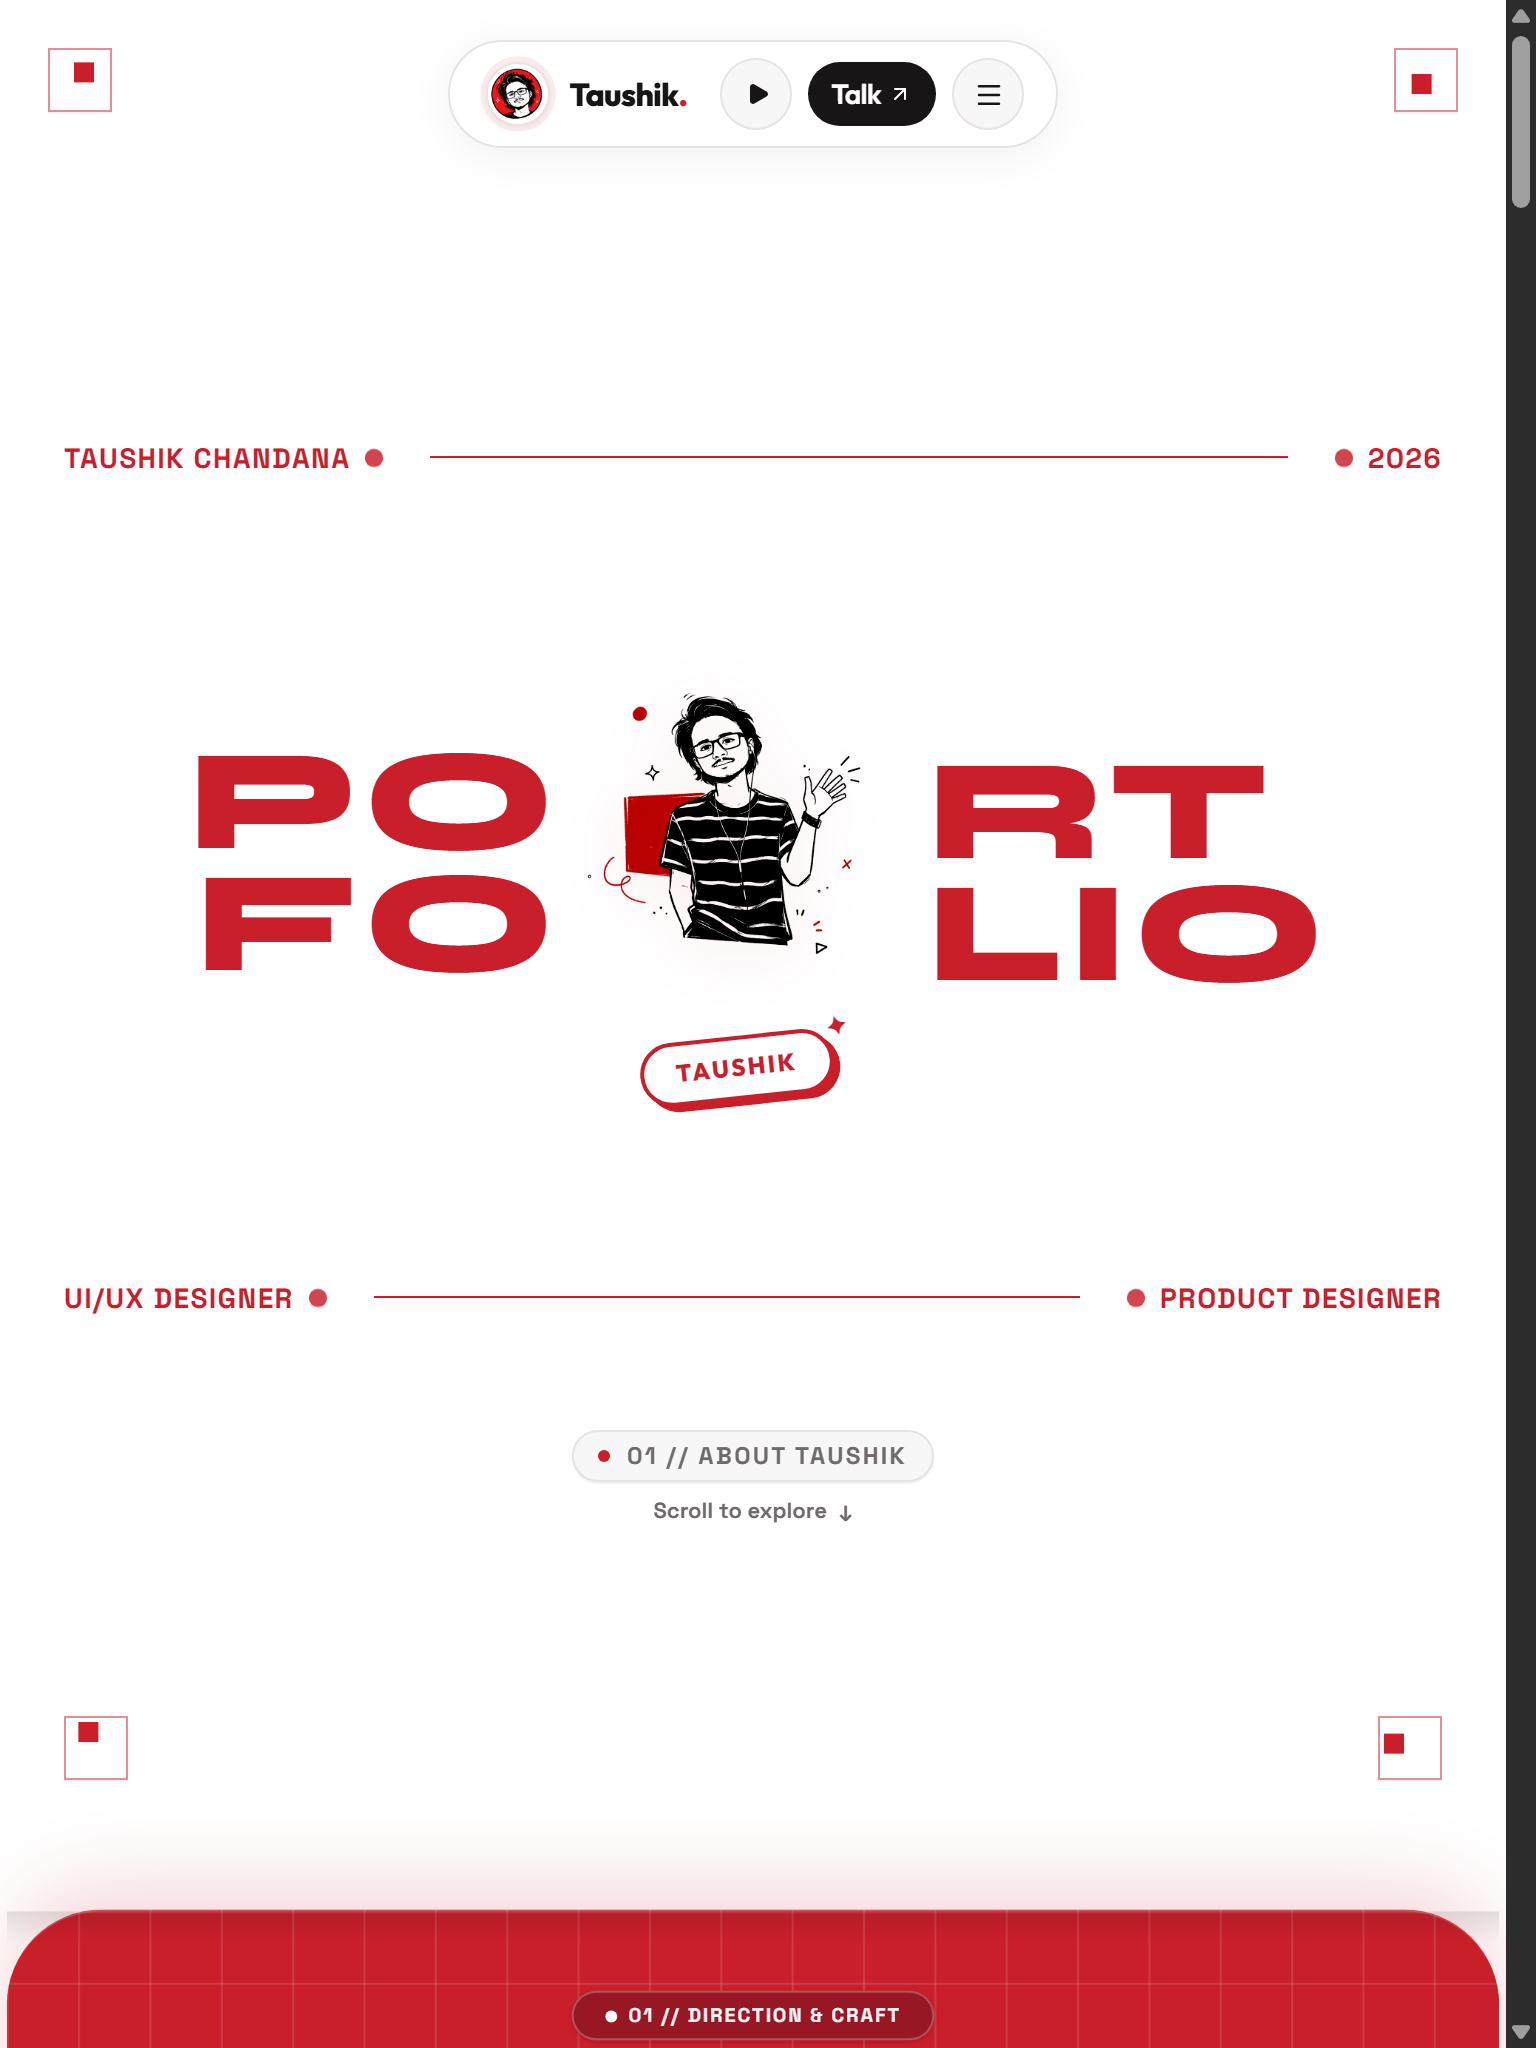 Taushik.
Talk
TAUSHIK CHANDANA
2026
PO
RT
FO
LIO
TAUSHIK
UI/UX DESIGNER
PRODUCT DESIGNER
01 // ABOUT TAUSHIK
Scroll to explore ↓
01 // DIRECTION & CRAFT